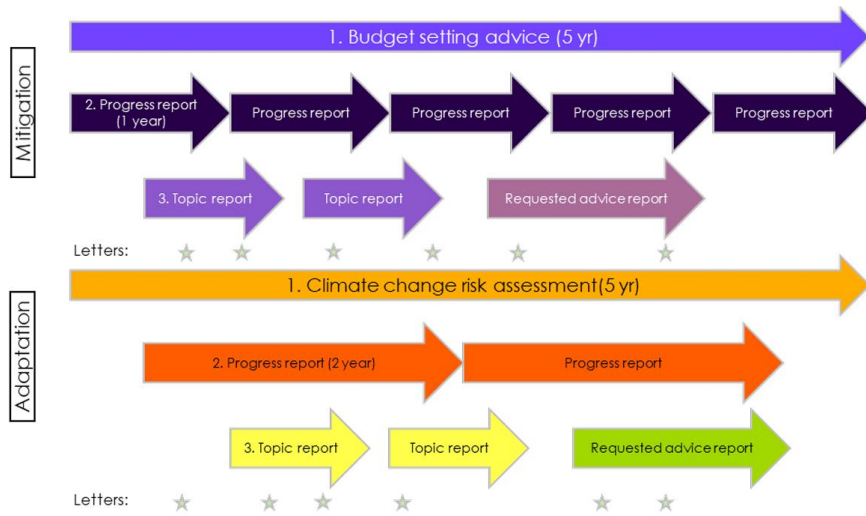 Mitigation
1. Budget setting advice (5 yr)
2. Progress report
(1 year)
Progress report
Progress report
Progress report
Progress report
3. Topic report
Topic report
Requested advice report
Letters:
Adaptation
1. Climate change risk assessment(5 yr)
2. Progress report (2 year)
Progress report
3. Topic report
Topic report
Requested advice report
Letters: